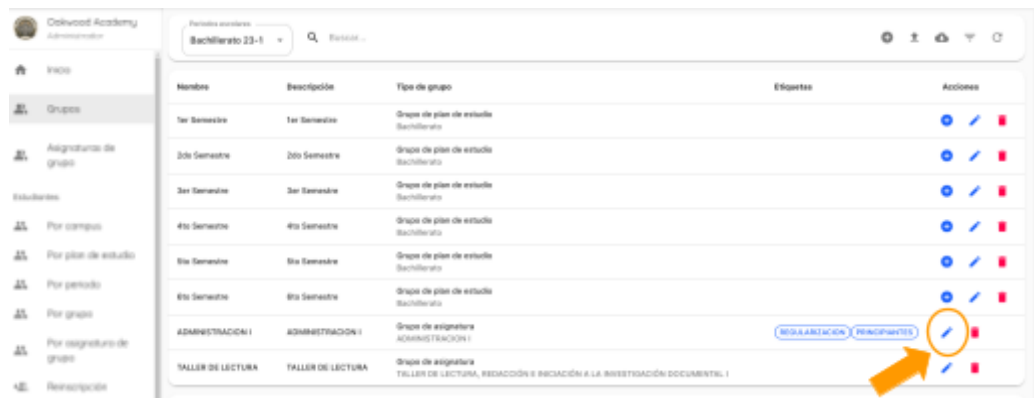 Oakwood Academy
Administrador
Periodos escolares
Bachillerato 23-1
Buscar...
Inicio
Grupos
Asignaturas de
grupo
Estudiantes
Por campus
Por plan de estudio
Por periodo
Por grupo
Por asignatura de
grupo
Reinscripción
Nombre Descripción Tipo de grupo Etiquetas Acciones
1er Semestre 1er Semestre Grupo de plan de estudio
Bachillerato
2do Semestre 2do Semestre Grupo de plan de estudio
Bachillerato
3er Semestre 3er Semestre Grupo de plan de estudio
Bachillerato
4to Semestre 4to Semestre Grupo de plan de estudio
Bachillerato
5to Semestre 5to Semestre Grupo de plan de estudio
Bachillerato
6to Semestre 6to Semestre Grupo de plan de estudio
Bachillerato
ADMINISTRACION I ADMINISTRACION I Grupo de asignatura REGULARIZACIÓN PRINCIPIANTES
ADMINISTRACION I
TALLER DE LECTURA TALLER DE LECTURA Grupo de asignatura
TALLER DE LECTURA, REDACCIÓN E INICIACIÓN A LA INVESTIGACIÓN DOCUMENTAL I